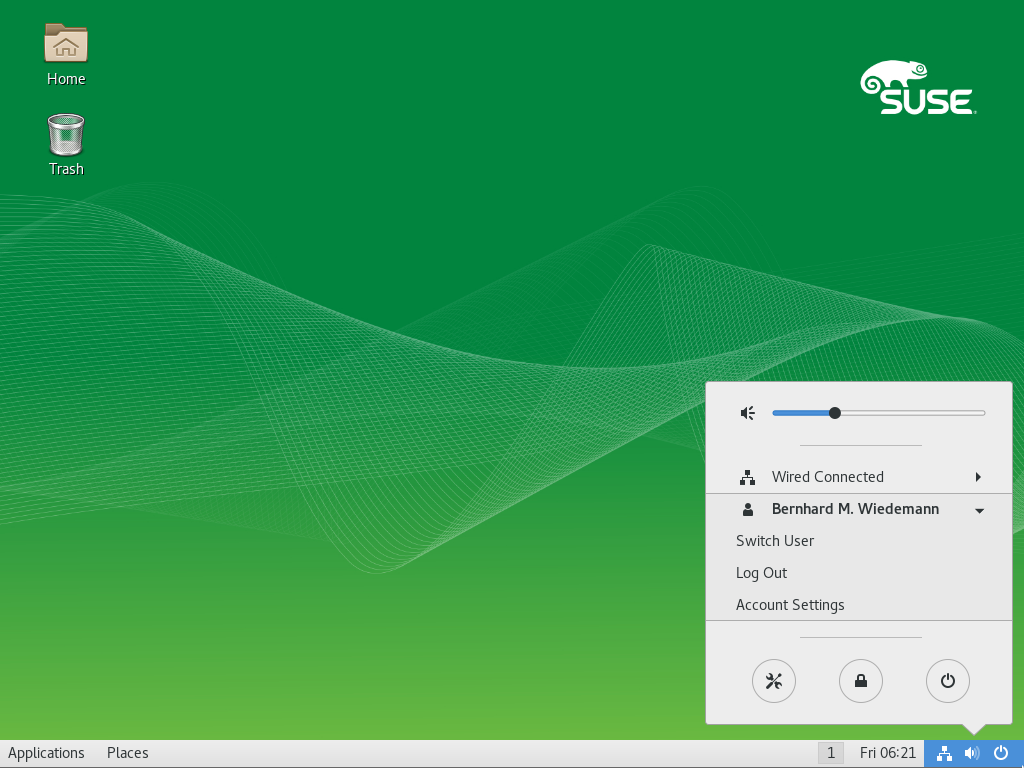 Home
SUSE
Trash
Wired Connected
Bernhard M. Wiedemann
Switch User
Log Out
Account Settings
Applications Places 1 Fri 06:21